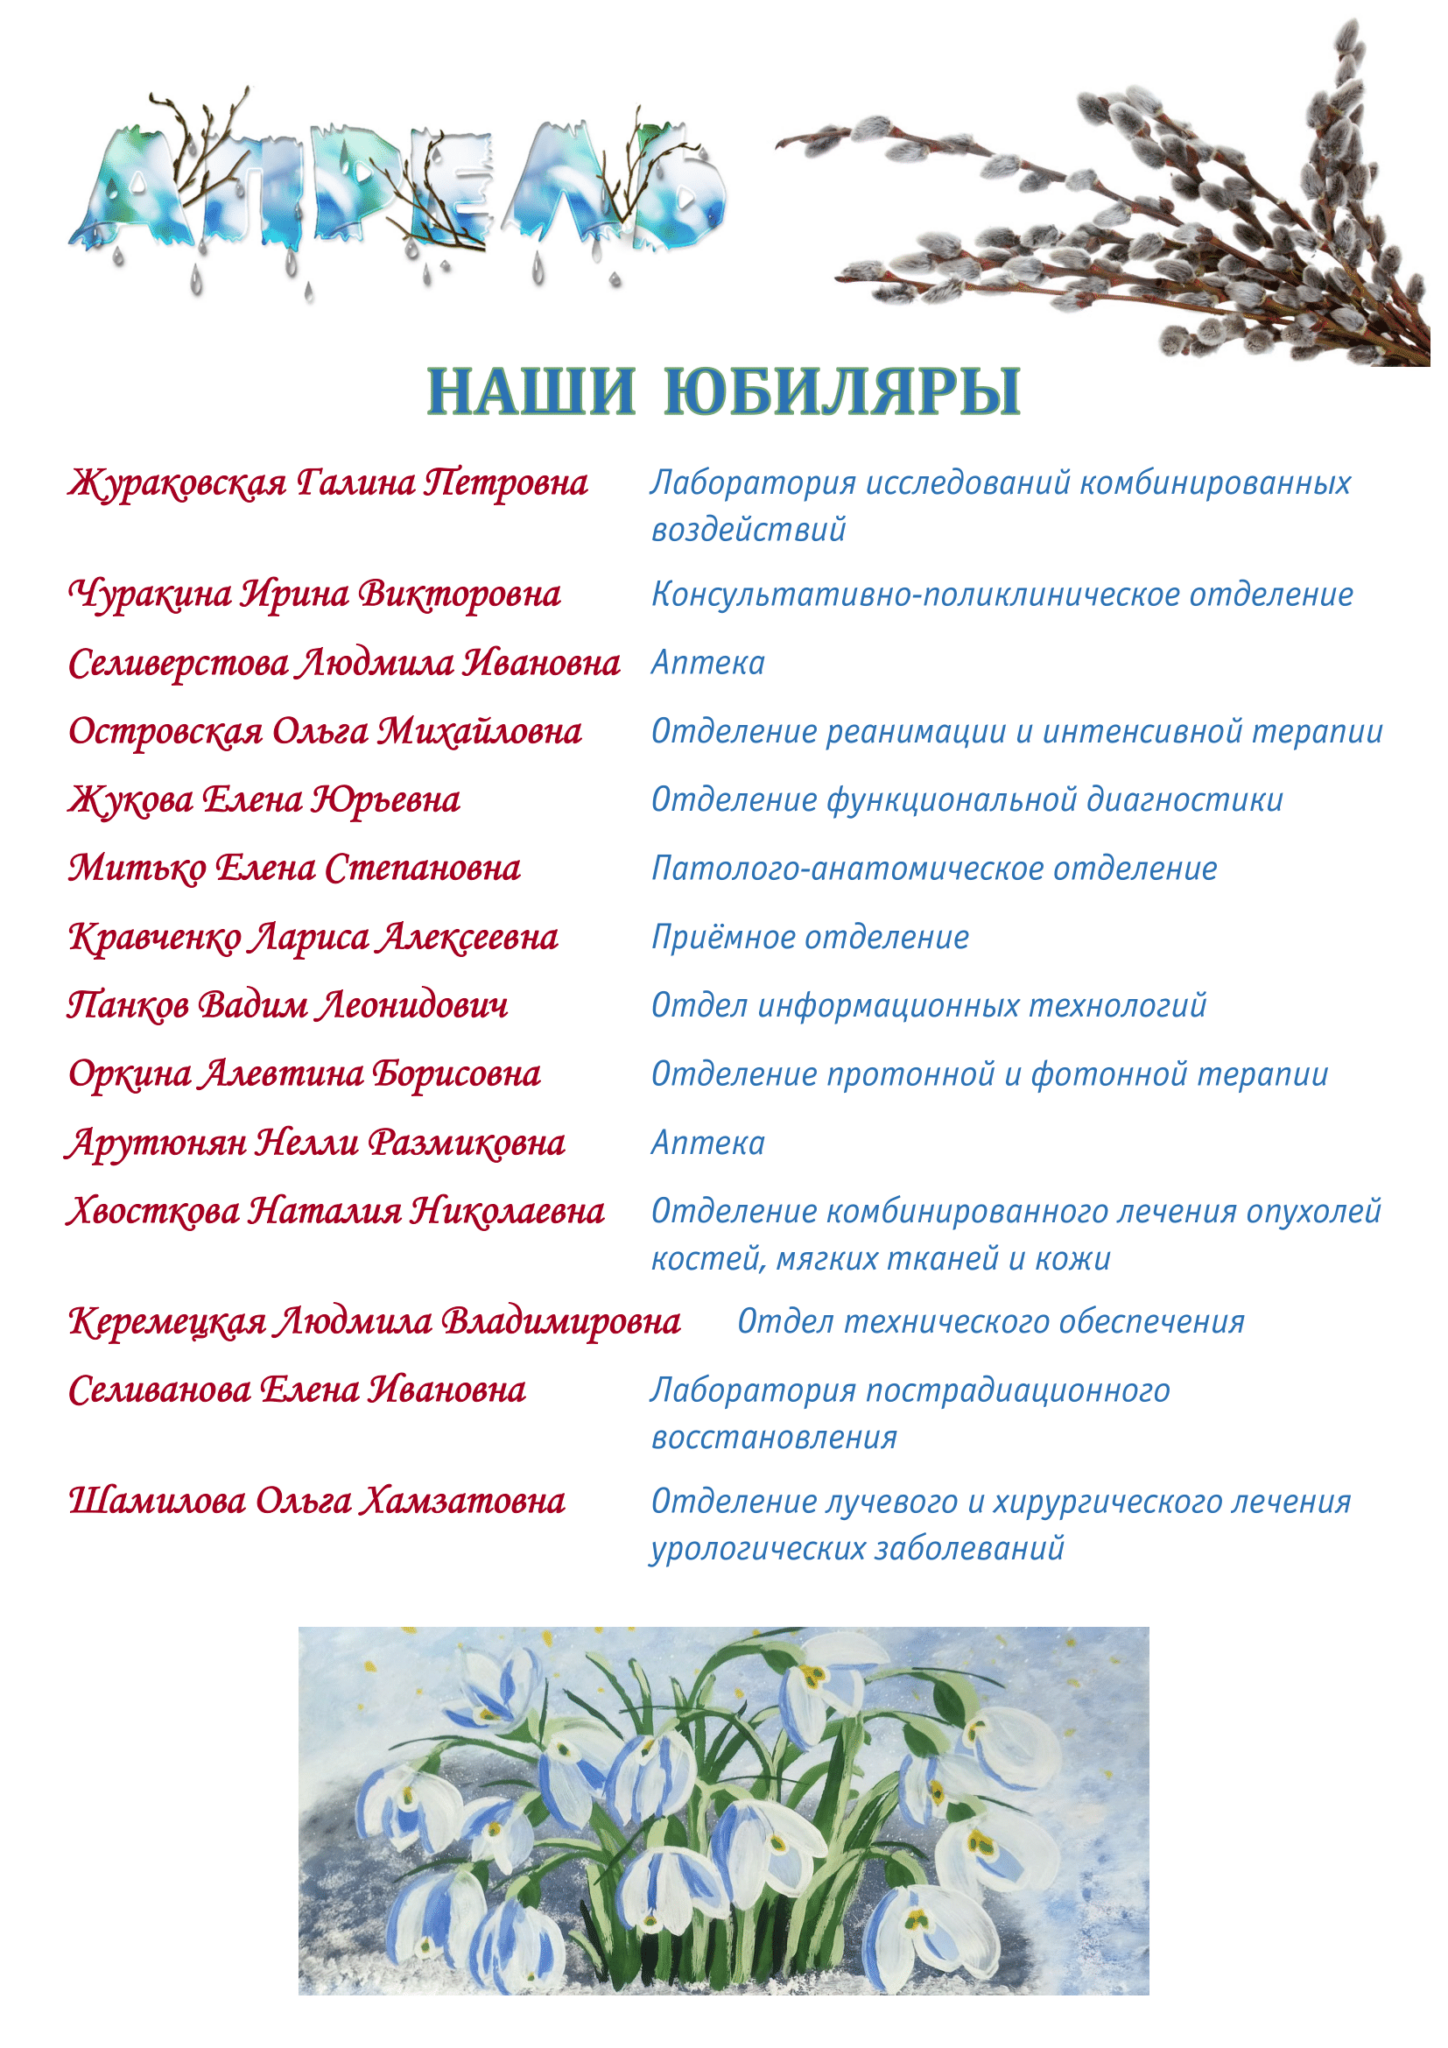 АПРЕЛЬ
НАШИ ЮБИЛЯРЫ
Жураковская Галина Петровна Лаборатория исследований комбинированных
воздействий
Чуракина Ирина Викторовна Консультативно-поликлиническое отделение
Селиверстова Людмила Ивановна Аптека
Островская Ольга Михайловна Отделение реанимации и интенсивной терапии
Жукова Елена Юрьевна Отделение функциональной диагностики
Митько Елена Степановна Патолого-анатомическое отделение
Кравченко Лариса Алексеевна Приёмное отделение
Панков Вадим Леонидович Отдел информационных технологий
Оркина Алевтина Борисовна Отделение протонной и фотонной терапии
Арутюнян Нелли Размиковна Аптека
Хвосткова Наталия Николаевна Отделение комбинированного лечения опухолей
костей, мягких тканей и кожи
Керемецкая Людмила Владимировна Отдел технического обеспечения
Селиванова Елена Ивановна Лаборатория пострадиационного
восстановления
Шамилова Ольга Хамзатовна Отделение лучевого и хирургического лечения
урологических заболеваний